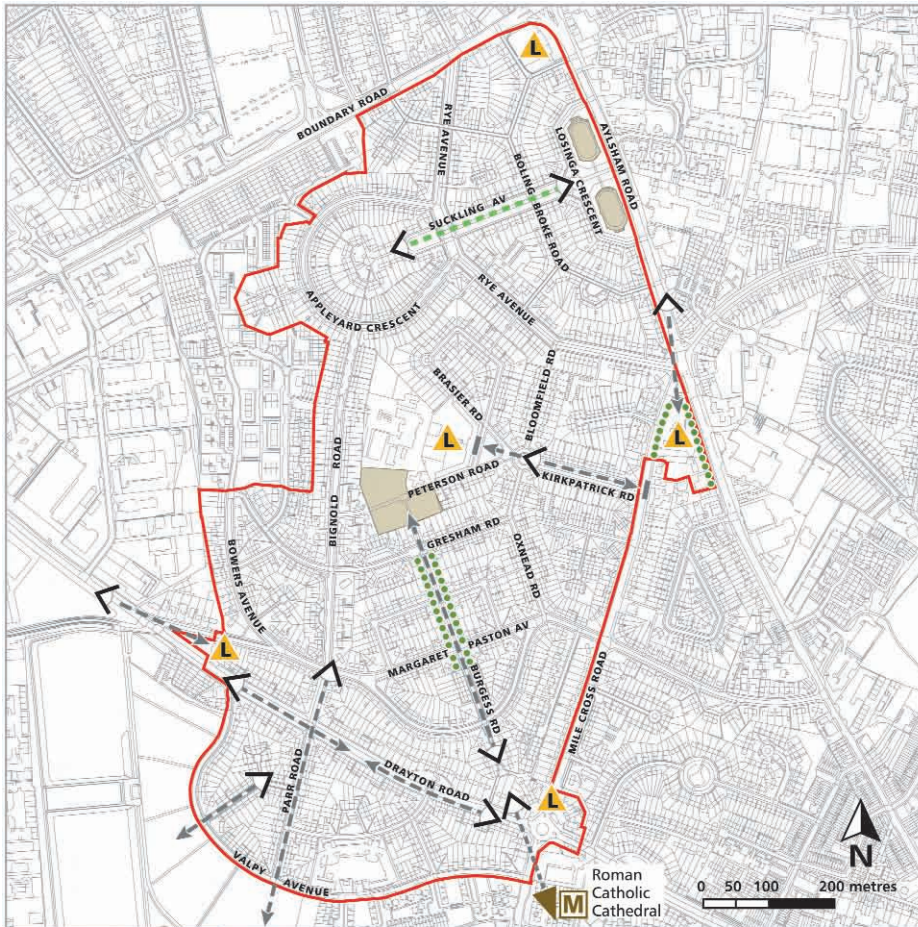 L
BOUNDARY ROAD
RYE AVENUE
LOSINGA CRESCENT
AYLSHAM ROAD
BOLING BROKE ROAD
SUCKLING AV
RYE AVENUE
APPLEYARD CRESCENT
BLOOMFIELD RD
BRASIER RD
L
L
BIGNOLD ROAD
PETERSON ROAD
KIRKPATRICK RD
GRESHAM RD
OXNEAD RD
BOWERS AVENUE
L
MARGARET PASTON AV
BURGESS RD
MILE CROSS ROAD
PARR ROAD
DRAYTON ROAD
L
VALPY AVENUE
M
Roman
Catholic
Cathedral
N
0 50 100 200 metres